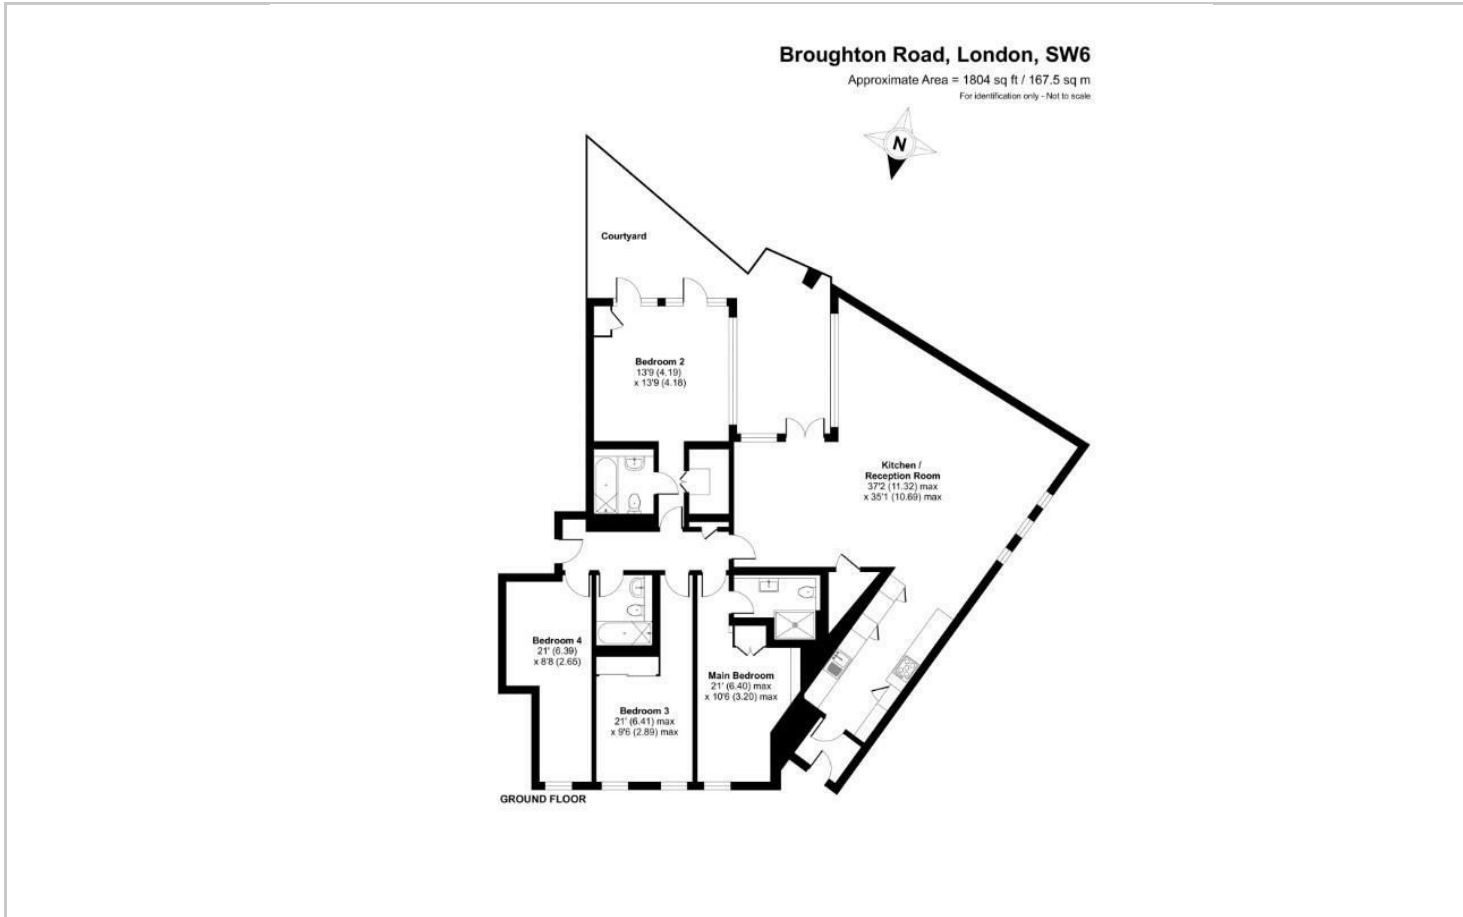 Broughton Road, London, SW6
Approximate Area = 1804 sq ft / 167.5 sq m
For identification only - Not to scale
N
Courtyard
Bedroom 2
13'9 (4.19)
x 13'9 (4.18)
Kitchen /
Reception Room
37'2 (11.32) max
x 35'1 (10.69) max
Bedroom 4
21' (6.39)
x 8'8 (2.65)
Main Bedroom
21' (6.40) max
x 10'6 (3.20) max
Bedroom 3
21' (6.41) max
x 9'6 (2.89) max
GROUND FLOOR